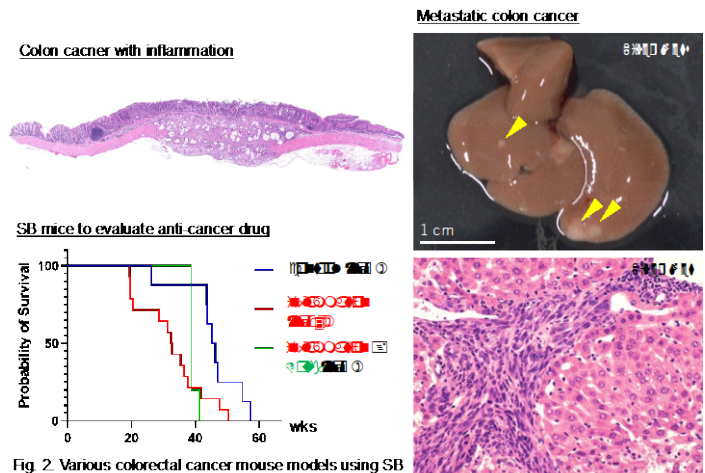 Metastatic colon cancer
Colon cacner with inflammation
1 cm
SB mice to evaluate anti-cancer drug
Probability of Survival
100
50
0
0 20 40 60 wks
Fig. 2. Various colorectal cancer mouse models using SB